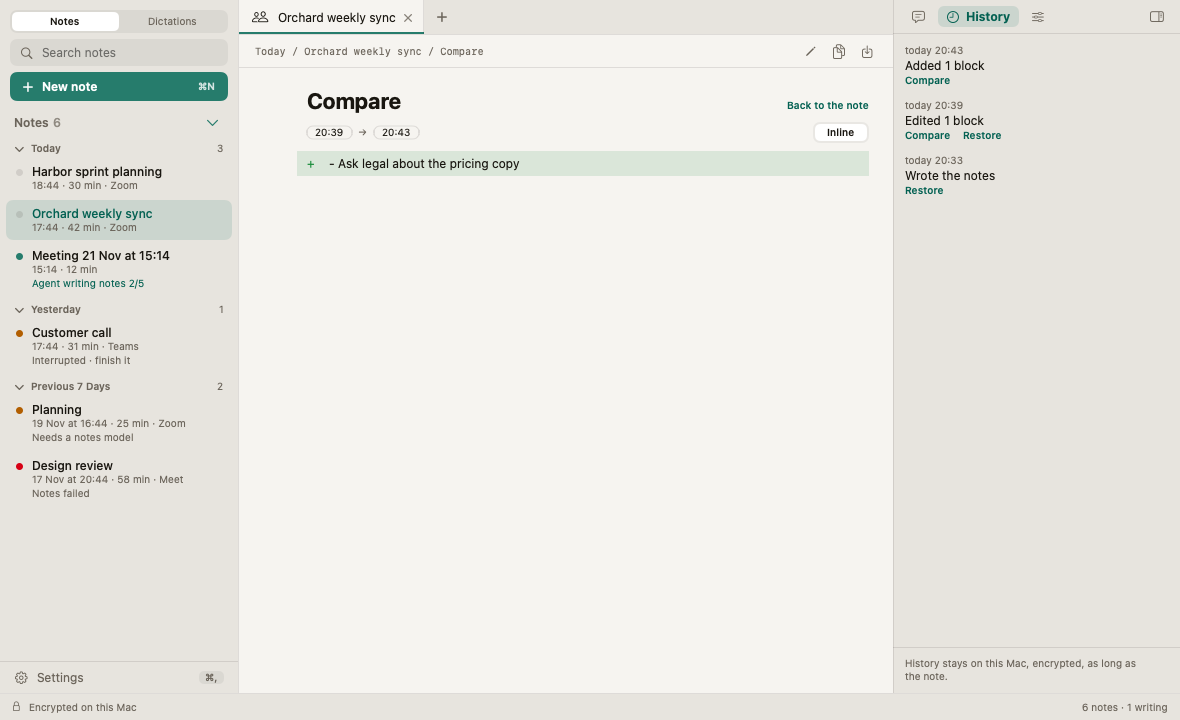 Notes
Dictations
Search notes
New note ⌘N
Notes 6
Today 3
Harbor sprint planning
18:44 · 30 min · Zoom
Orchard weekly sync
17:44 · 42 min · Zoom
Meeting 21 Nov at 15:14
15:14 · 12 min
Agent writing notes 2/5
Yesterday 1
Customer call
17:44 · 31 min · Teams
Interrupted · finish it
Previous 7 Days 2
Planning
19 Nov at 16:44 · 25 min · Zoom
Needs a notes model
Design review
17 Nov at 20:44 · 58 min · Meet
Notes failed
Settings ⌘,
Encrypted on this Mac
Orchard weekly sync
Today / Orchard weekly sync / Compare
Compare
Back to the note
20:39 → 20:43
Inline
+ - Ask legal about the pricing copy
History
today 20:43
Added 1 block
Compare
today 20:39
Edited 1 block
Compare Restore
today 20:33
Wrote the notes
Restore
History stays on this Mac, encrypted, as long as
the note.
6 notes · 1 writing